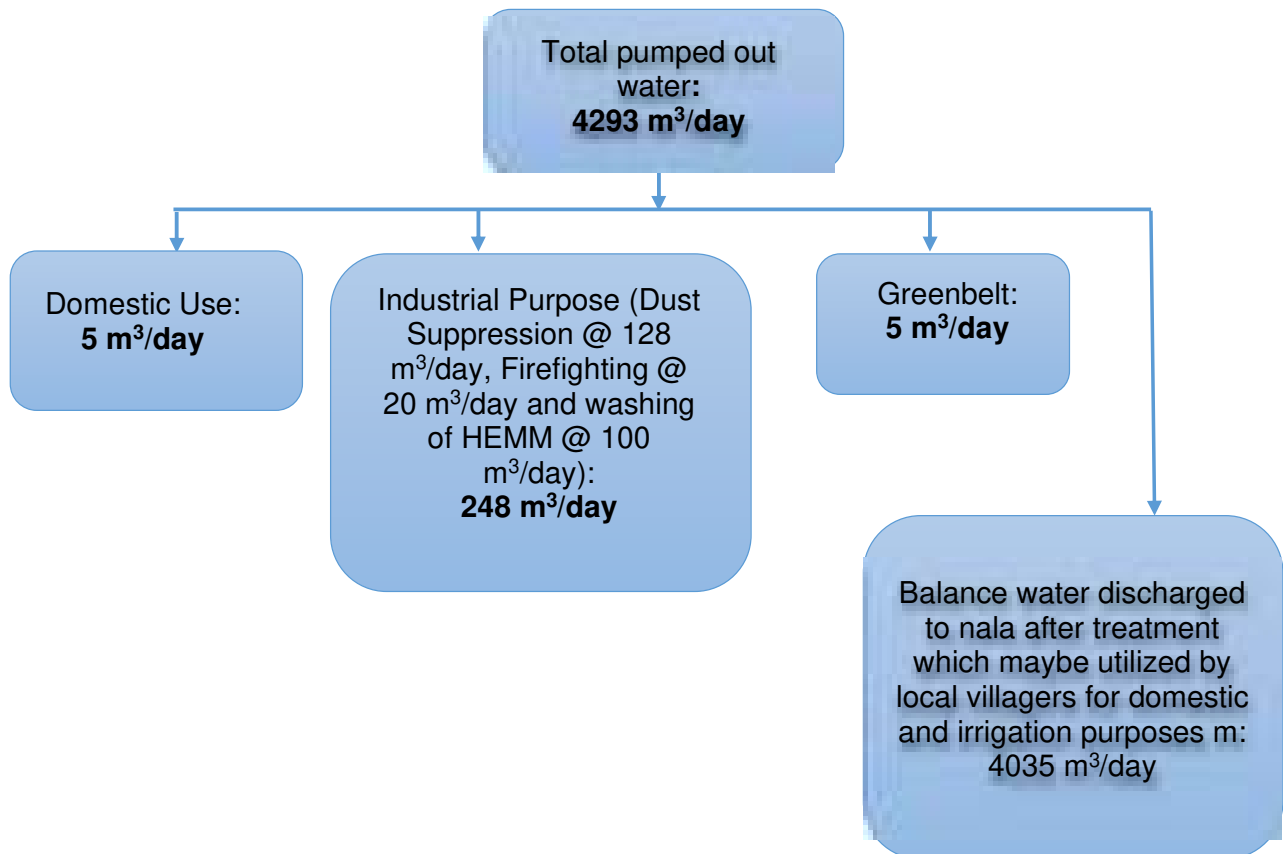 Total pumped out
water:
4293 m³/day
Domestic Use:
5 m³/day
Industrial Purpose (Dust
Suppression @ 128
m³/day, Firefighting @
20 m³/day and washing
of HEMM @ 100
m³/day):
248 m³/day
Greenbelt:
5 m³/day
Balance water discharged
to nala after treatment
which maybe utilized by
local villagers for domestic
and irrigation purposes m:
4035 m³/day